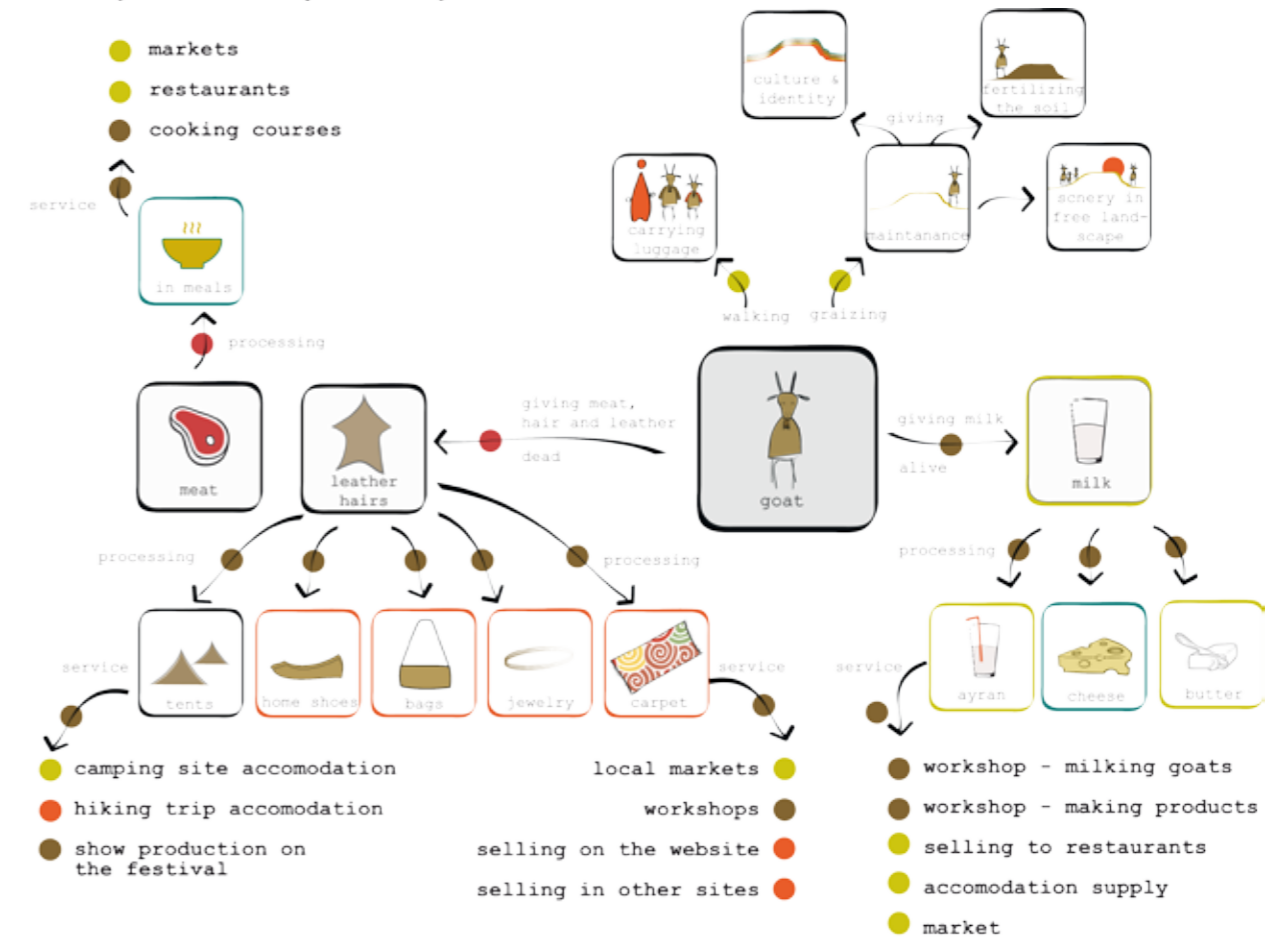 markets
restaurants
cooking courses
service
in meals
processing
culture &
identity
giving
fertilizing
the soil
carrying
luggage
maintanance
scnery in
free land-
scape
walking
graizing
meat
leather
hairs
giving meat,
hair and leather
dead
goat
giving milk
alive
milk
processing
processing
processing
service
tents
home shoes
bags
jewelry
carpet
service
service
ayran
cheese
butter
camping site accomodation
hiking trip accomodation
show production on
the festival
local markets
workshops
selling on the website
selling in other sites
workshop - milking goats
workshop - making products
selling to restaurants
accomodation supply
market